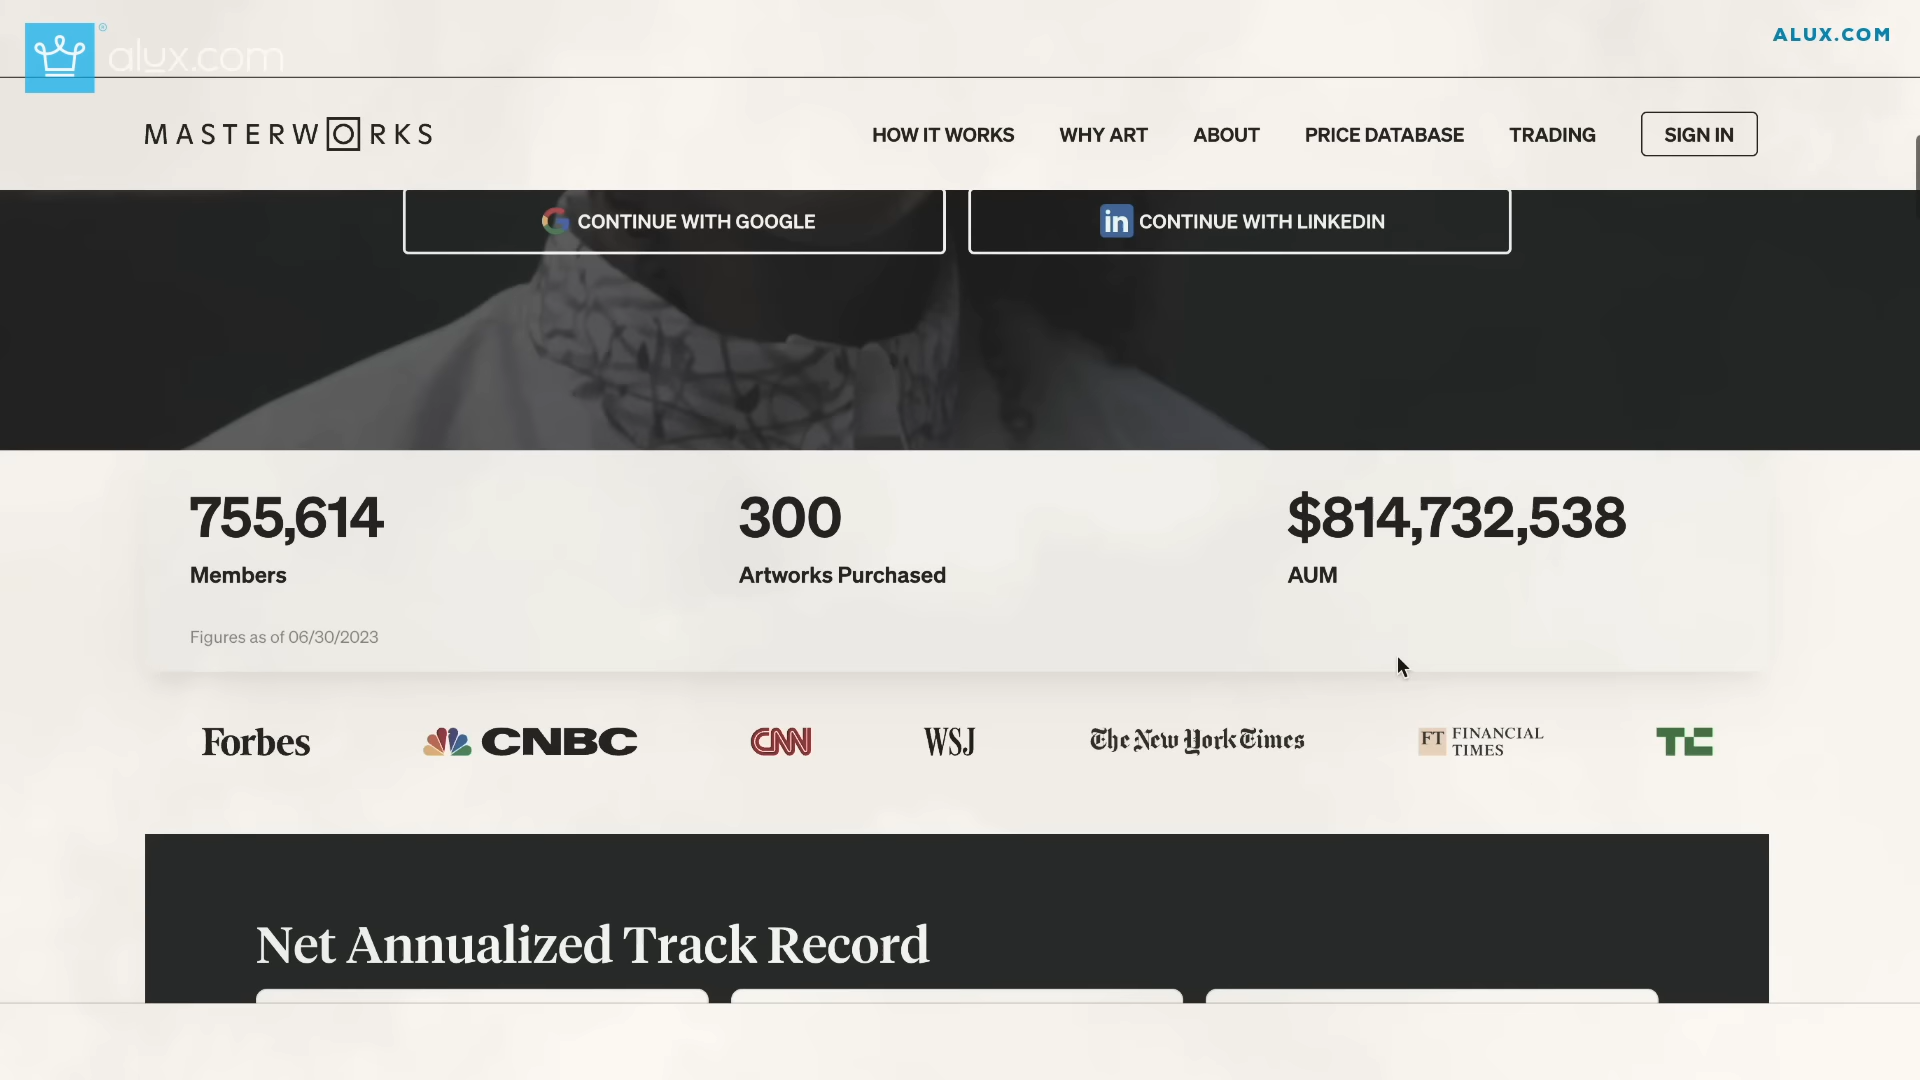 alux.com
ALUX.COM
MASTERWORKS
HOW IT WORKS
WHY ART
ABOUT
PRICE DATABASE
TRADING
SIGN IN
CONTINUE WITH GOOGLE
in CONTINUE WITH LINKEDIN
755,614
Members
300
Artworks Purchased
$814,732,538
AUM
Figures as of 06/30/2023
Forbes
CNBC
CNN
WSJ
The New York Times
FT FINANCIAL
TIMES
TC
Net Annualized Track Record